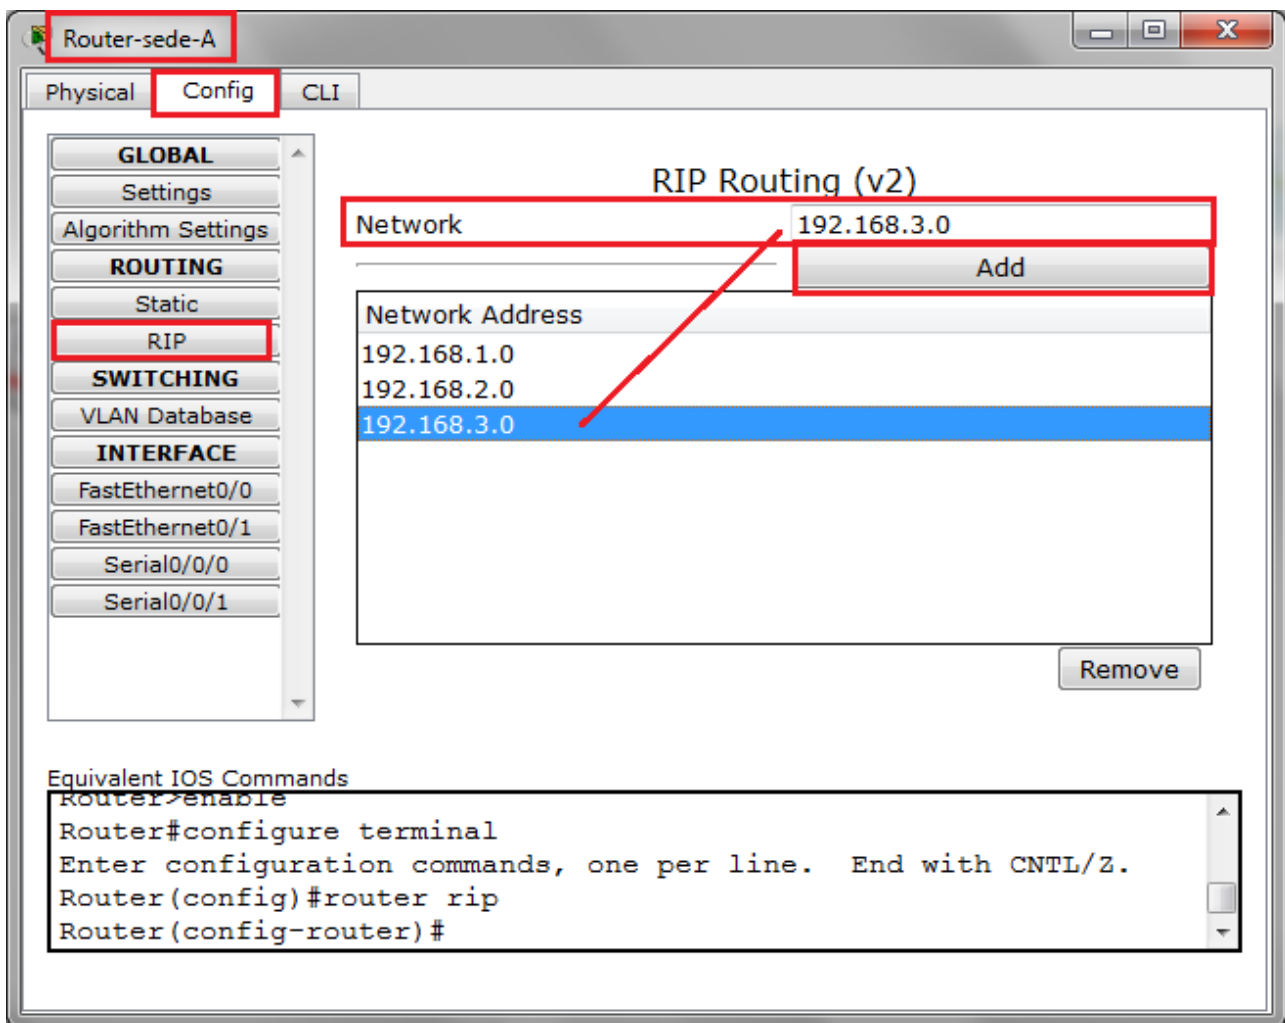 Router-sede-A
Physical Config CLI
GLOBAL
Settings
Algorithm Settings
ROUTING
Static
RIP
SWITCHING
VLAN Database
INTERFACE
FastEthernet0/0
FastEthernet0/1
Serial0/0/0
Serial0/0/1
RIP Routing (v2)
Network 192.168.3.0
Add
Network Address
192.168.1.0
192.168.2.0
192.168.3.0
Remove
Equivalent IOS Commands
Router>enable
Router#configure terminal
Enter configuration commands, one per line.  End with CNTL/Z.
Router(config)#router rip
Router(config-router)#